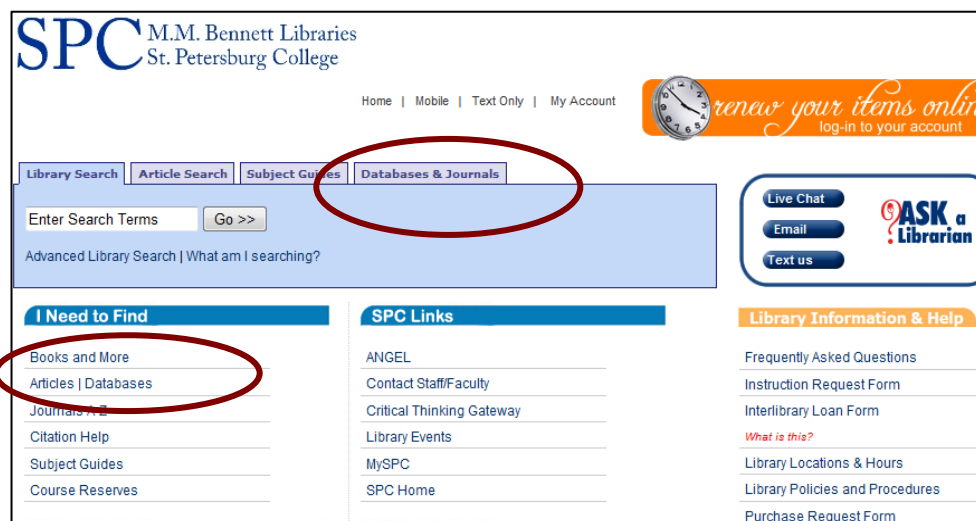 SPC M.M. Bennett Libraries
St. Petersburg College
Home | Mobile | Text Only | My Account
renew your items onlin
log-in to your account
Library Search Article Search Subject Guides Databases & Journals
Enter Search Terms Go >>
Advanced Library Search | What am I searching?
Live Chat
Email
Text us
ASK a
Librarian
I Need to Find
Books and More
Articles | Databases
Journals A-Z
Citation Help
Subject Guides
Course Reserves
SPC Links
ANGEL
Contact Staff/Faculty
Critical Thinking Gateway
Library Events
MySPC
SPC Home
Library Information & Help
Frequently Asked Questions
Instruction Request Form
Interlibrary Loan Form
What is this?
Library Locations & Hours
Library Policies and Procedures
Purchase Request Form